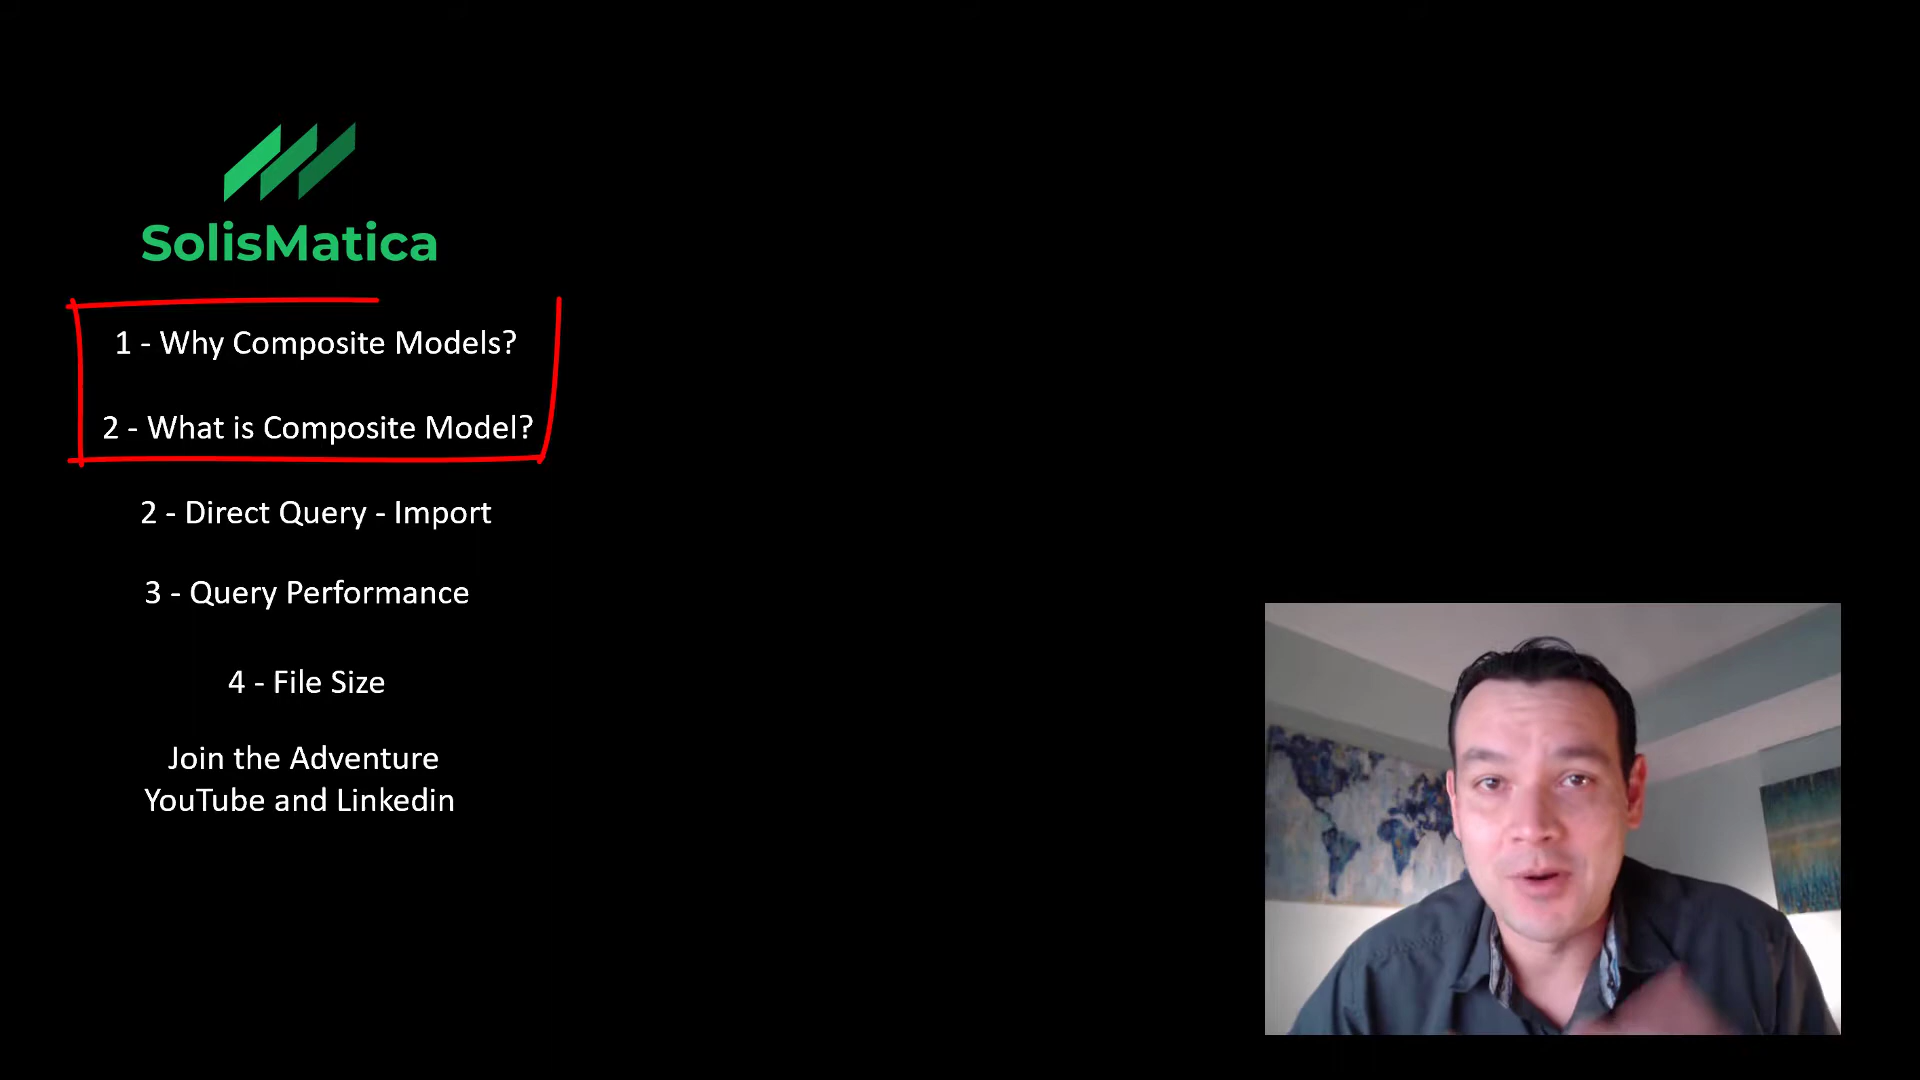 SolisMatica
1 - Why Composite Models?
2 - What is Composite Model?
2 - Direct Query - Import
3 - Query Performance
4 - File Size
Join the Adventure
YouTube and Linkedin